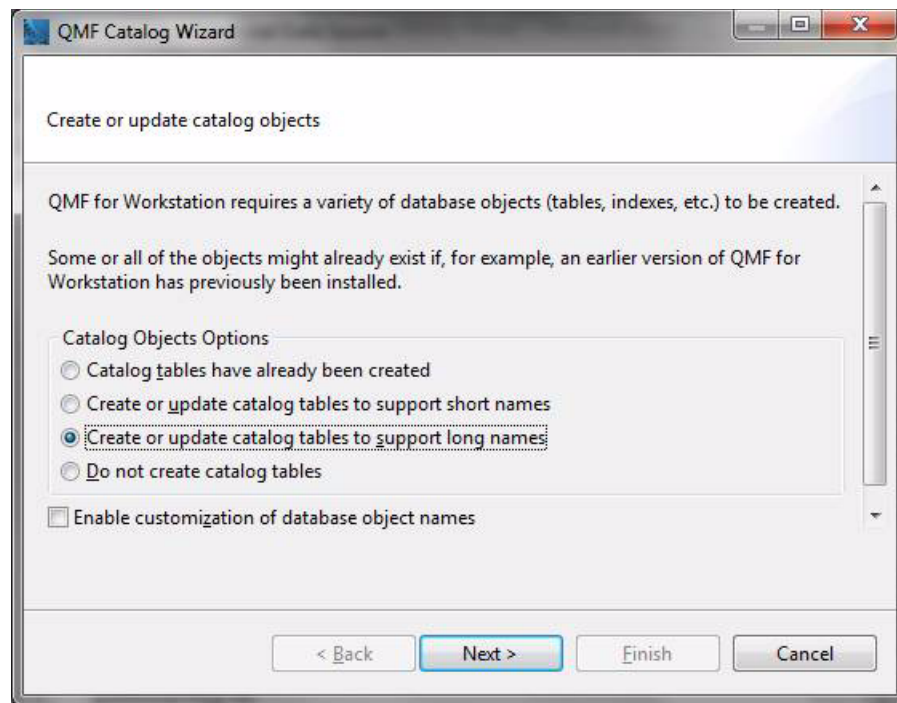 QMF Catalog Wizard
Create or update catalog objects
QMF for Workstation requires a variety of database objects (tables, indexes, etc.) to be created.
Some or all of the objects might already exist if, for example, an earlier version of QMF for
Workstation has previously been installed.
Catalog Objects Options
Catalog tables have already been created
Create or update catalog tables to support short names
Create or update catalog tables to support long names
Do not create catalog tables
Enable customization of database object names
< Back Next > Finish Cancel